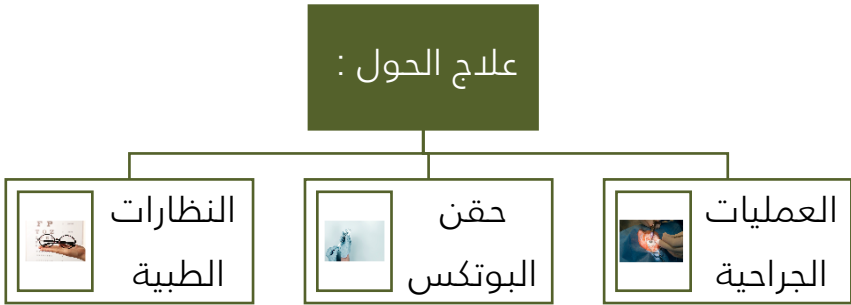 علاج الحول :
العمليات
الجراحية
حقن
البوتكس
النظارات
الطبية